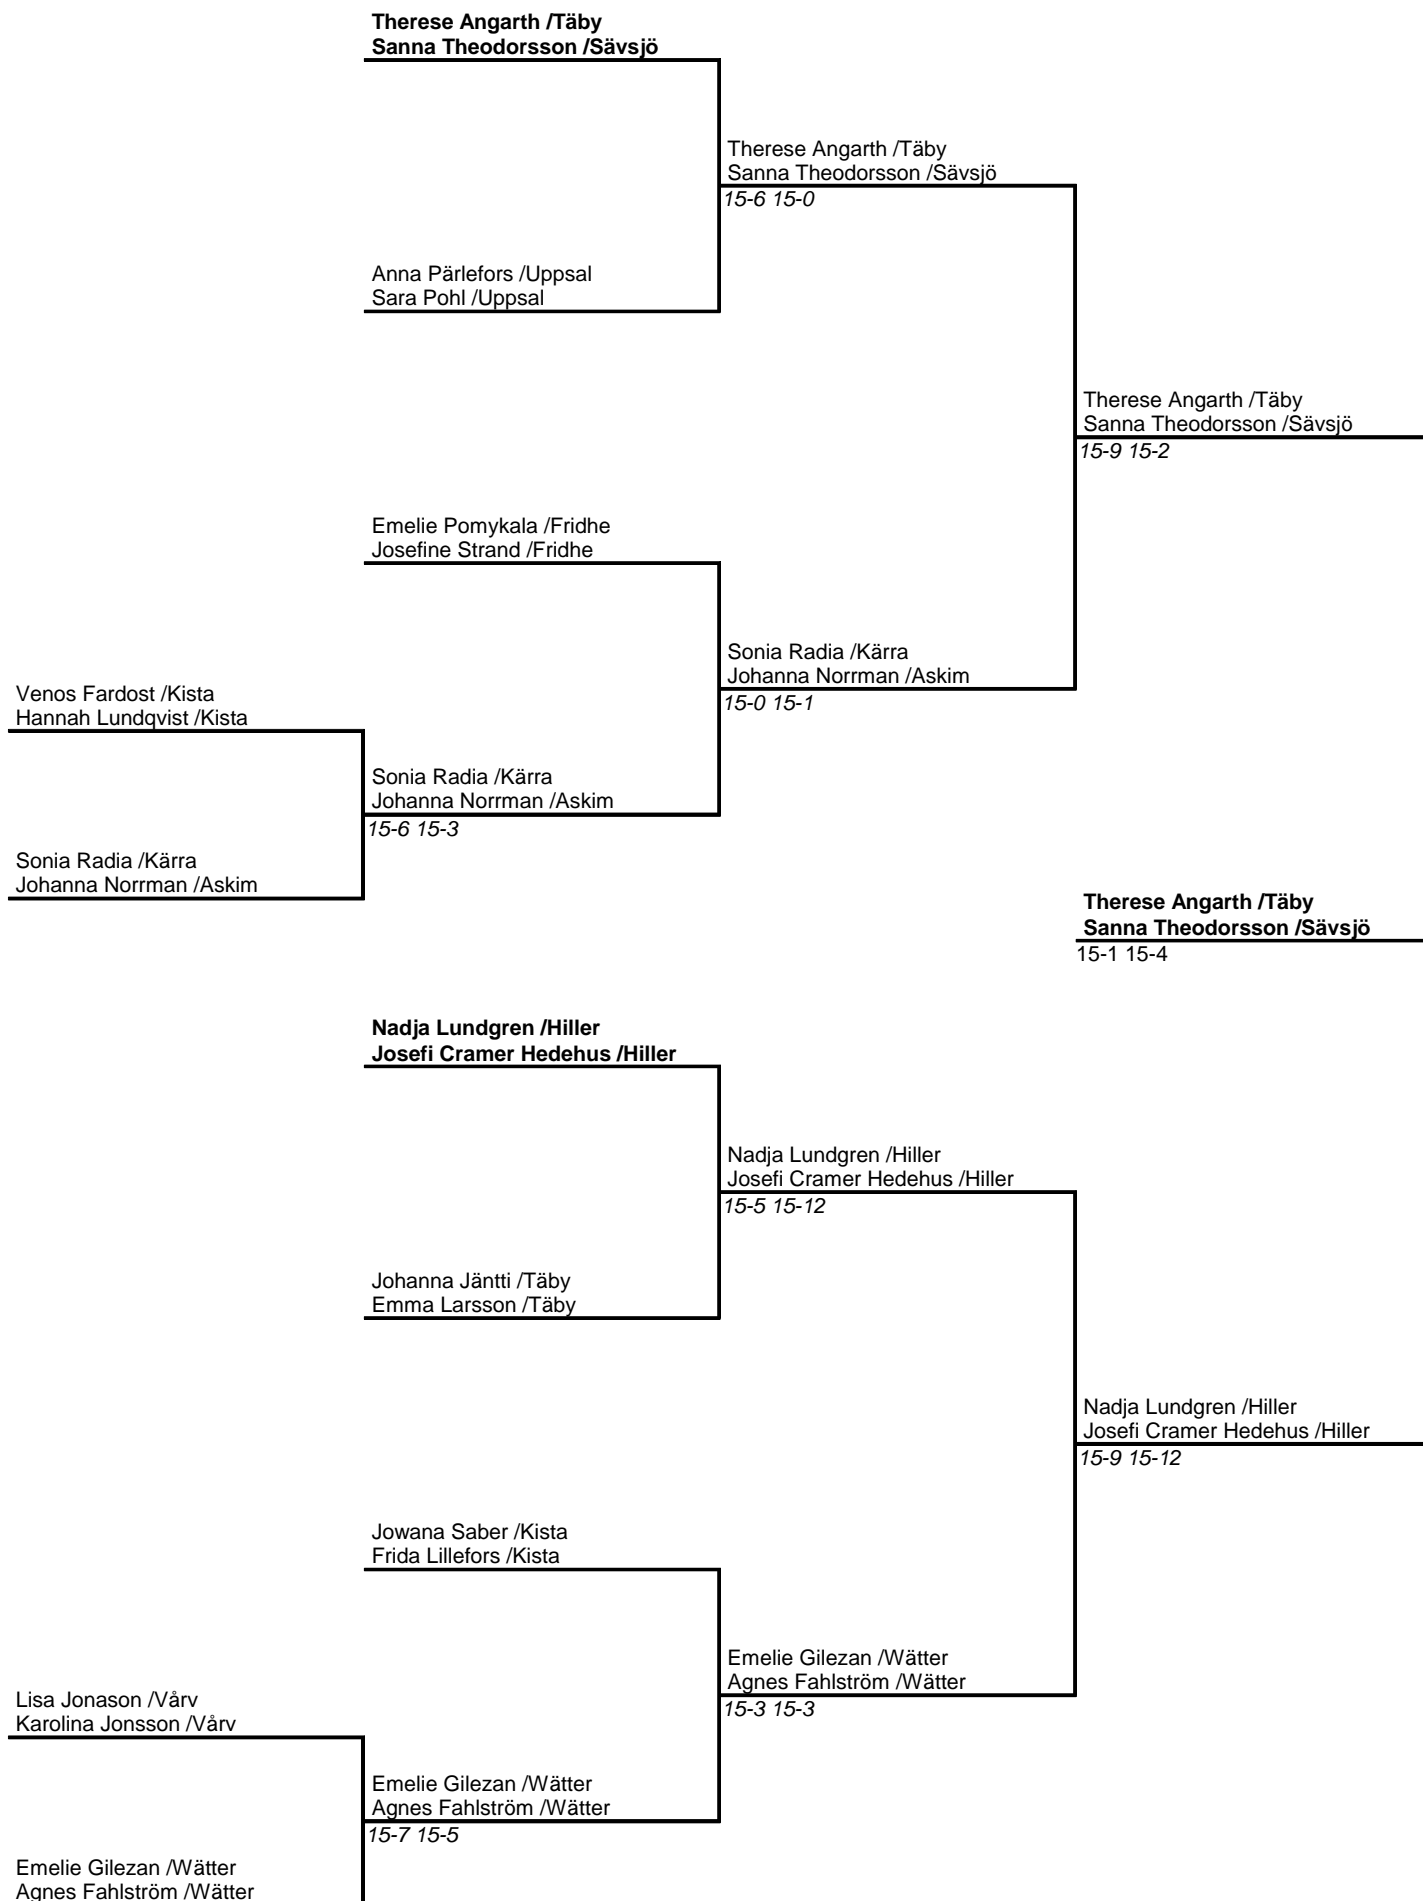 Therese Angarth /Täby
Sanna Theodorsson /Sävsjö
Therese Angarth /Täby
Sanna Theodorsson /Sävsjö
15-6 15-0
Anna Pärlefors /Uppsal
Sara Pohl /Uppsal
Therese Angarth /Täby
Sanna Theodorsson /Sävsjö
15-9 15-2
Emelie Pomykala /Fridhe
Josefine Strand /Fridhe
Sonia Radia /Kärra
Johanna Norrman /Askim
15-0 15-1
Venos Fardost /Kista
Hannah Lundqvist /Kista
Sonia Radia /Kärra
Johanna Norrman /Askim
15-6 15-3
Sonia Radia /Kärra
Johanna Norrman /Askim
Therese Angarth /Täby
Sanna Theodorsson /Sävsjö
15-1 15-4
Nadja Lundgren /Hiller
Josefi Cramer Hedehus /Hiller
Nadja Lundgren /Hiller
Josefi Cramer Hedehus /Hiller
15-5 15-12
Johanna Jäntti /Täby
Emma Larsson /Täby
Nadja Lundgren /Hiller
Josefi Cramer Hedehus /Hiller
15-9 15-12
Jowana Saber /Kista
Frida Lillefors /Kista
Emelie Gilezan /Wätter
Agnes Fahlström /Wätter
15-3 15-3
Lisa Jonason /Vårv
Karolina Jonsson /Vårv
Emelie Gilezan /Wätter
Agnes Fahlström /Wätter
15-7 15-5
Emelie Gilezan /Wätter
Agnes Fahlström /Wätter